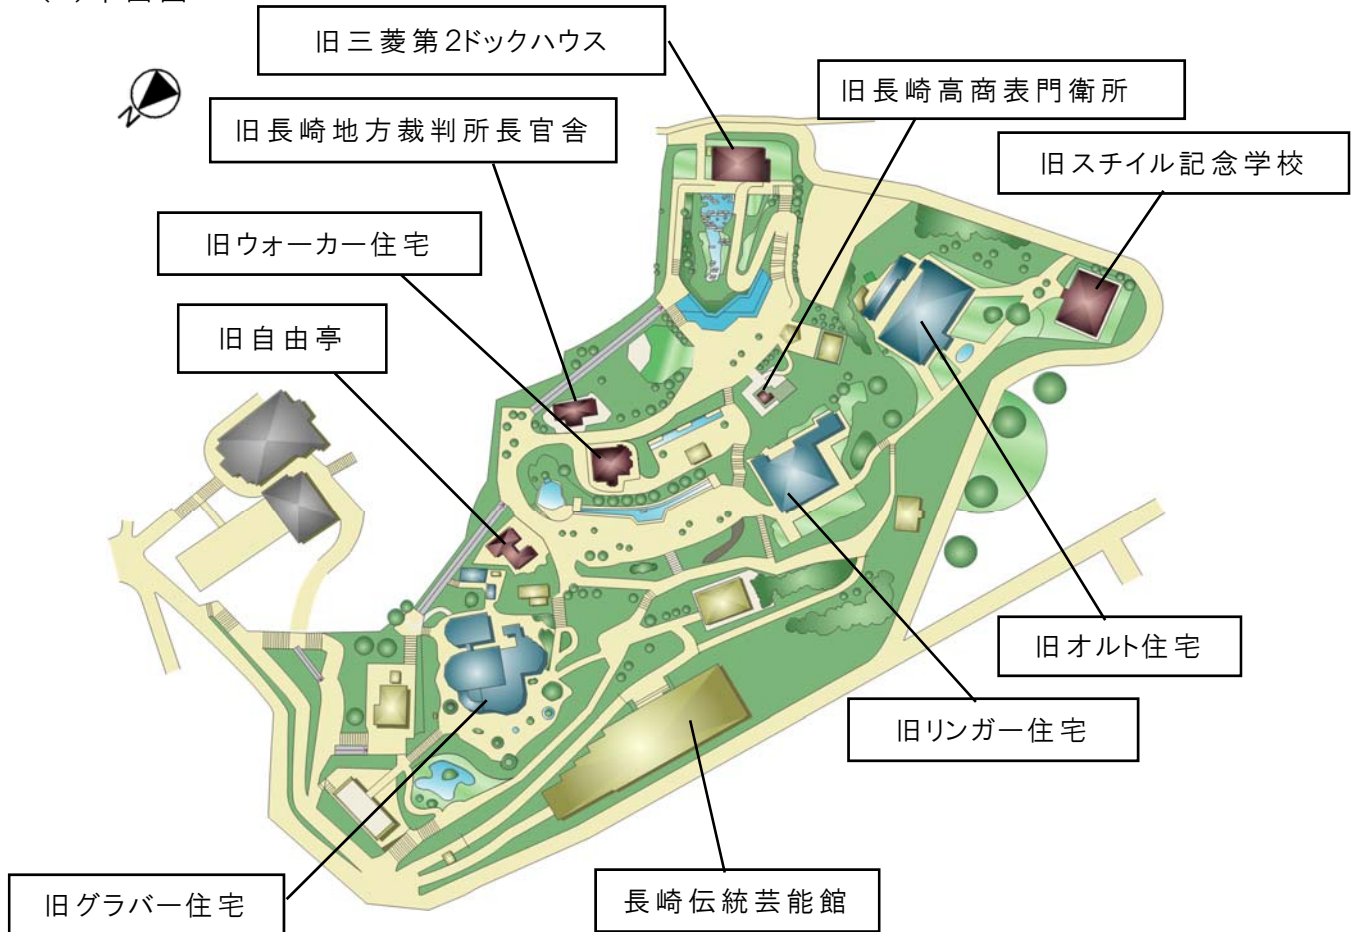 旧三菱第2ドックハウス
旧長崎高商表門衛所
N
旧長崎地方裁判所長官舎
旧スチイル記念学校
旧ウォーカー住宅
旧自由亭
旧オルト住宅
旧リンガー住宅
旧グラバー住宅
長崎伝統芸能館